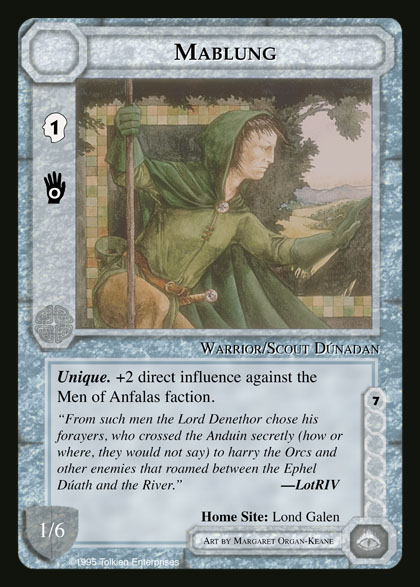 Mablung
1
0
Warrior/Scout Dúnadan
Unique. +2 direct influence against the
Men of Anfalas faction.
“From such men the Lord Denethor chose his
forayers, who crossed the Anduin secretly (how or
where, they would not say) to harry the Orcs and
other enemies that roamed between the Ephel
Dúath and the River.” —LotRIV
7
Home Site: Lond Galen
1/6
Art by Margaret Organ-Keane
©1995 Tolkien Enterprises